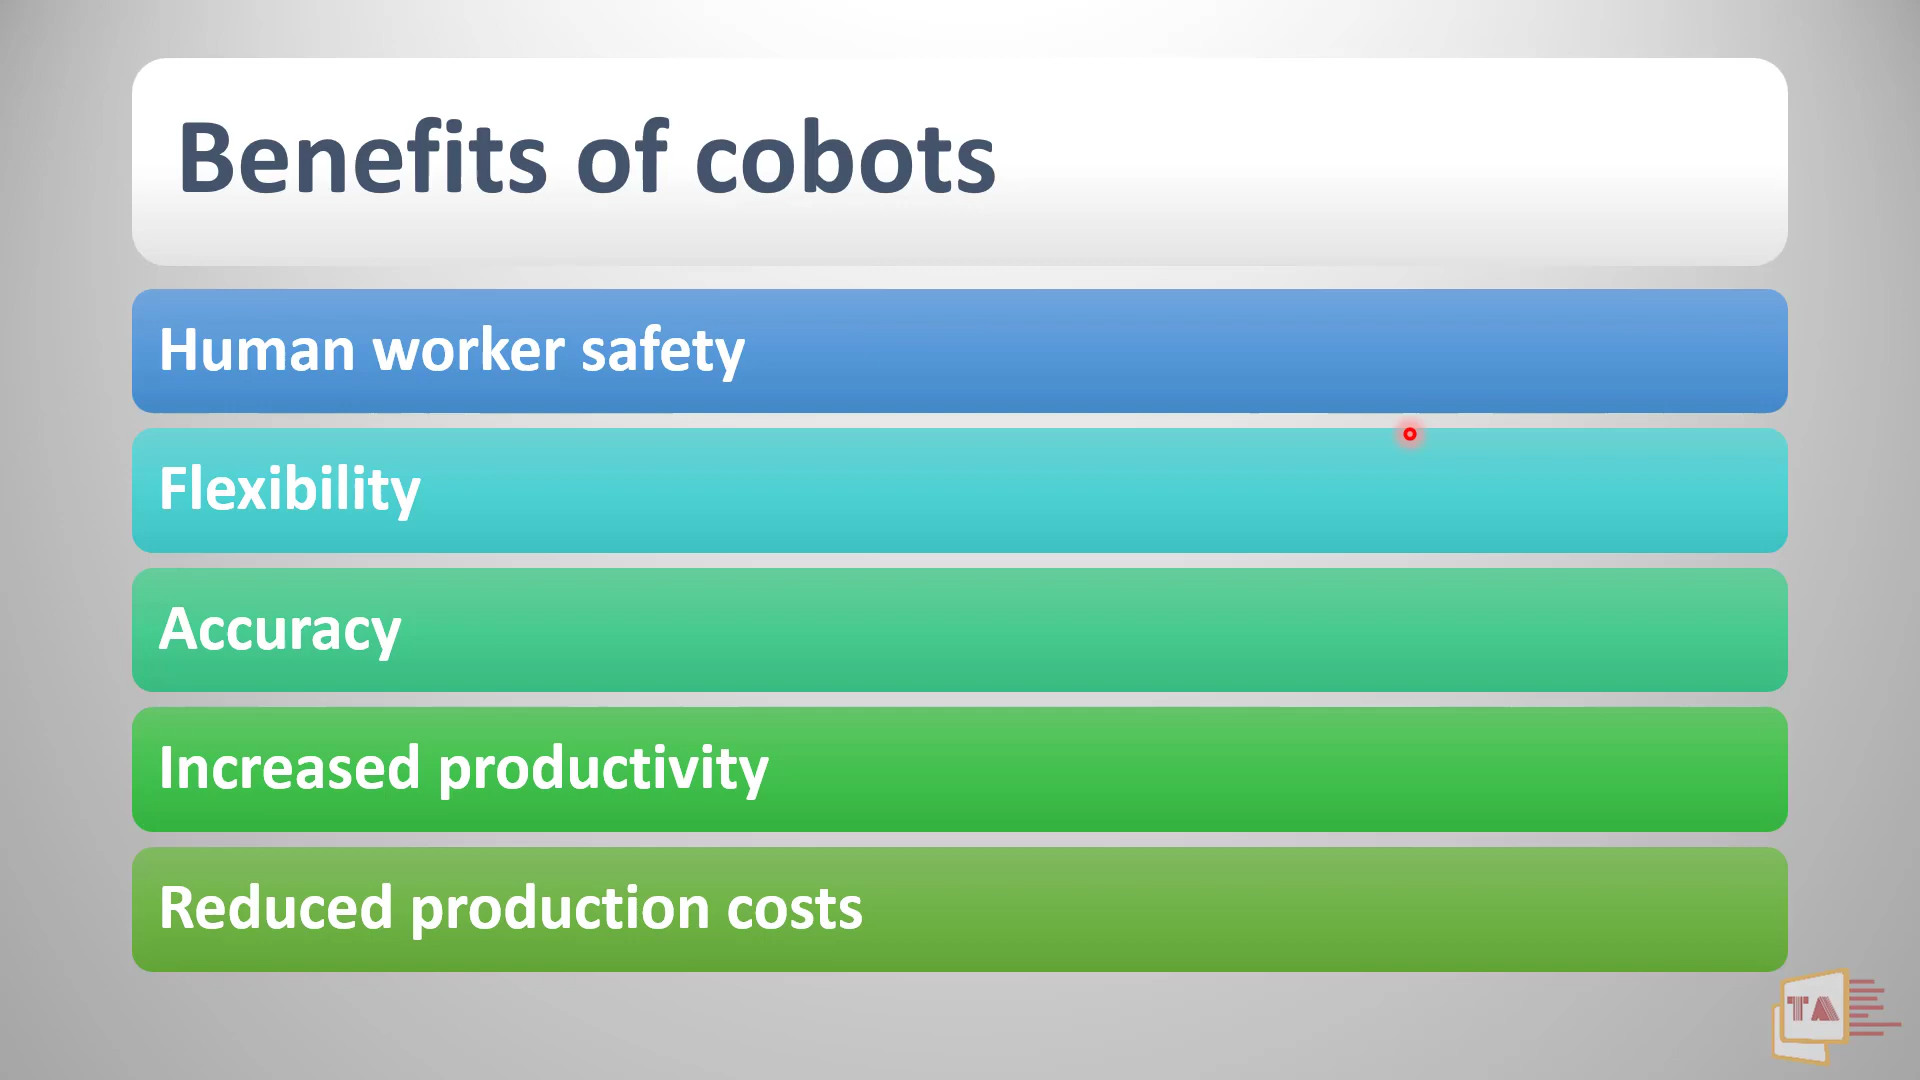 Benefits of cobots
Human worker safety
Flexibility
Accuracy
Increased productivity
Reduced production costs
TA